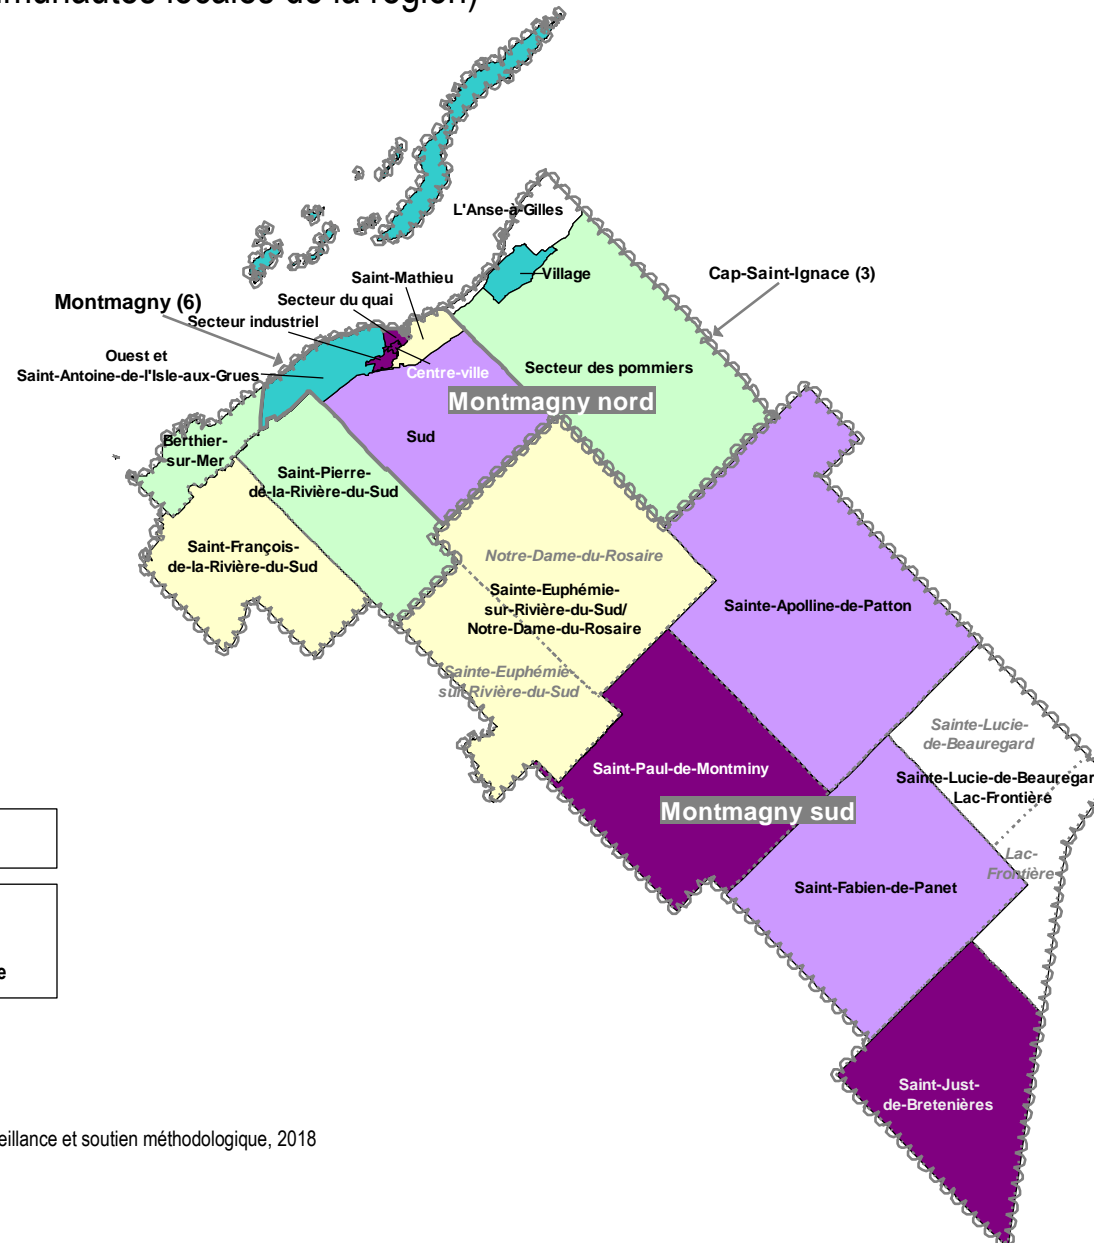 munautés locales de la région)
L'Anse-à-Gilles
Saint-Mathieu
Village
Cap-Saint-Ignace (3)
Montmagny (6)
Secteur du quai
Secteur industriel
Ouest et
Saint-Antoine-de-l'Isle-aux-Grues
Centre-ville
Secteur des pommiers
Montmagny nord
Sud
Berthier-
sur-Mer
Saint-Pierre-
de-la-Rivière-du-Sud
Saint-François-
de-la-Rivière-du-Sud
Notre-Dame-du-Rosaire
Sainte-Euphémie-
sur-Rivière-du-Sud/
Notre-Dame-du-Rosaire
Sainte-Euphémie-
sur-Rivière-du-Sud
Sainte-Apolline-de-Patton
Sainte-Lucie-
de-Beauregard
Sainte-Lucie-de-Beauregar
Lac-Frontière
Saint-Paul-de-Montminy
Montmagny sud
Lac-
Frontière
Saint-Fabien-de-Panet
e
Saint-Just-
de-Bretenières
eillance et soutien méthodologique, 2018